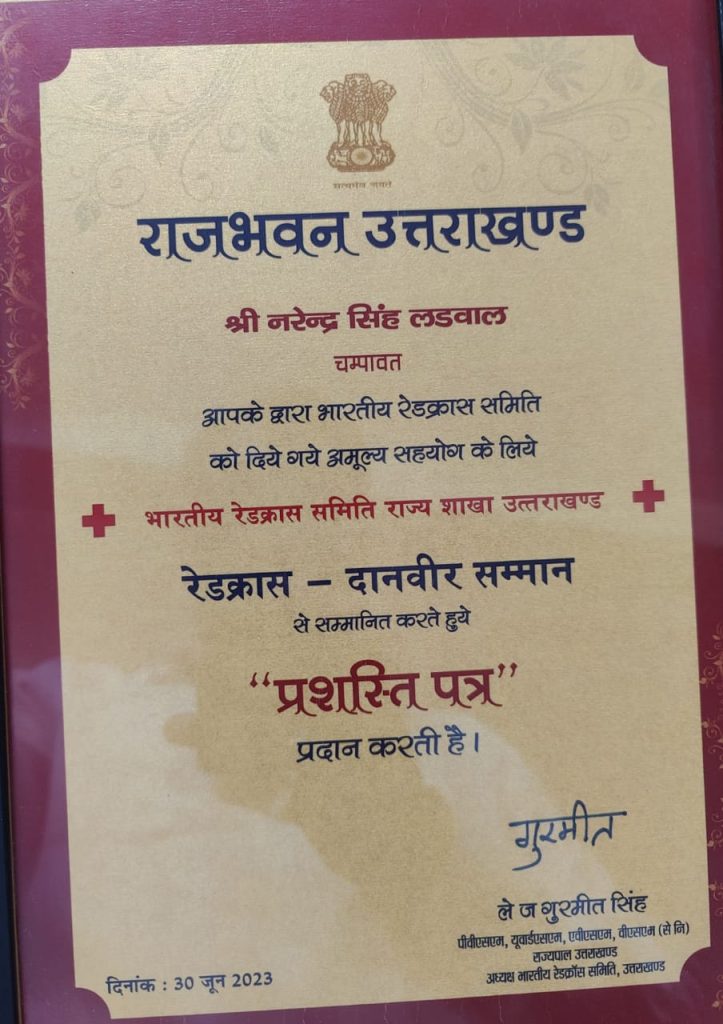 सत्यमेव जयते
राजभवन उत्तराखण्ड
श्री नरेन्द्र सिंह लडवाल
चम्पावत
आपके द्वारा भारतीय रेडक्रास समिति
को दिये गये अमूल्य सहयोग के लिये
भारतीय रेडक्रास समिति राज्य शाखा उत्तराखण्ड
रेडक्रास – दानवीर सम्मान
से सम्मानित करते हुये
“प्रशस्ति पत्र”
प्रदान करती है।
गुरमीत
ले ज गुरमीत सिंह
पीवीएसएम, यूवाईएसएम, एवीएसएम, वीएसएम (से नि)
राज्यपाल उत्तराखण्ड
अध्यक्ष भारतीय रेडक्रॉस समिति, उत्तराखण्ड
दिनांक : 30 जून 2023